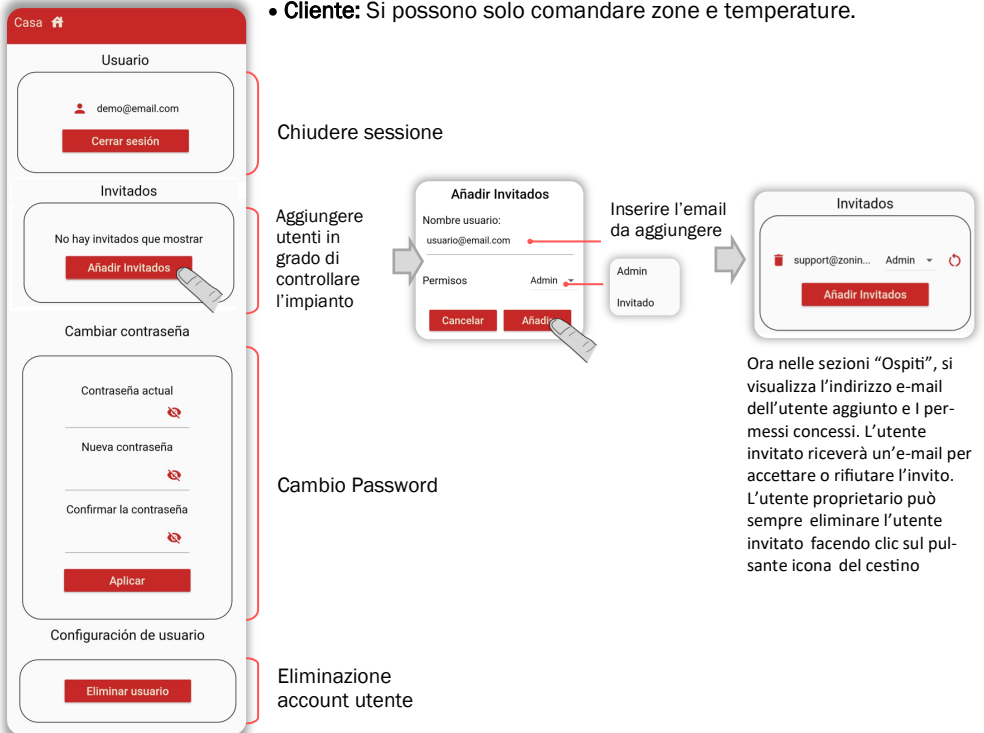 • Cliente: Si possono solo comandare zone e temperature.
Casa
Usuario
demo@email.com
Cerrar sesión
Chiudere sessione
Invitados
No hay invitados que mostrar
Añadir Invitados
Aggiungere
utenti in
grado di
controllare
l'impianto
Añadir Invitados
Nombre usuario:
usuario@email.com
Permisos
Admin
Cancelar
Inserire l'email
da aggiungere
Admin
Invitado
Invitados
support@zonin...
Admin
Añadir Invitados
Ora nelle sezioni “Ospiti”, si
visualizza l’indirizzo e-mail
dell’utente aggiunto e I per-
messi concessi. L’utente
invitato riceverà un’e-mail per
accettare o rifiutare l’invito.
L’utente proprietario può
sempre eliminare l’utente
invitato facendo clic sul pul-
sante icona del cestino
Cambiar contraseña
Contraseña actual
Nueva contraseña
Confirmar la contraseña
Aplicar
Cambio Password
Configuración de usuario
Eliminar usuario
Eliminazione
account utente